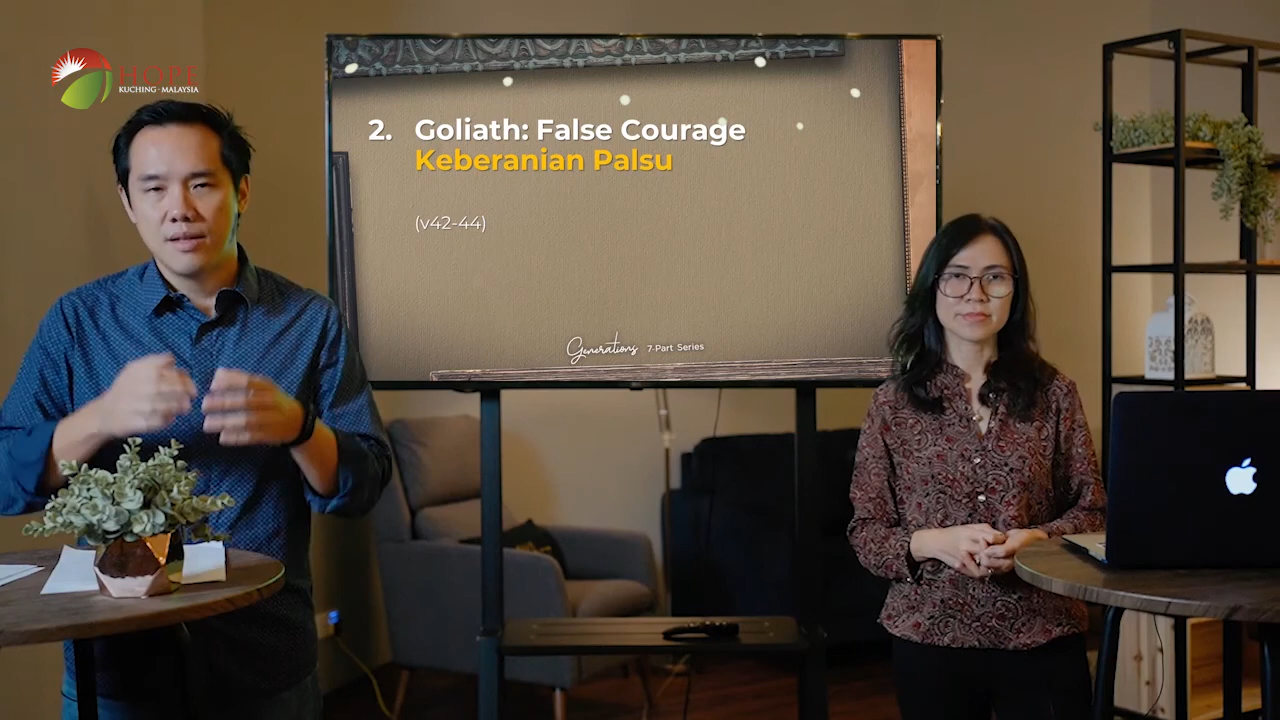 HOPE
KUCHING · MALAYSIA
2. Goliath: False Courage
Keberanian Palsu
(v42-44)
Generations 7-Part Series